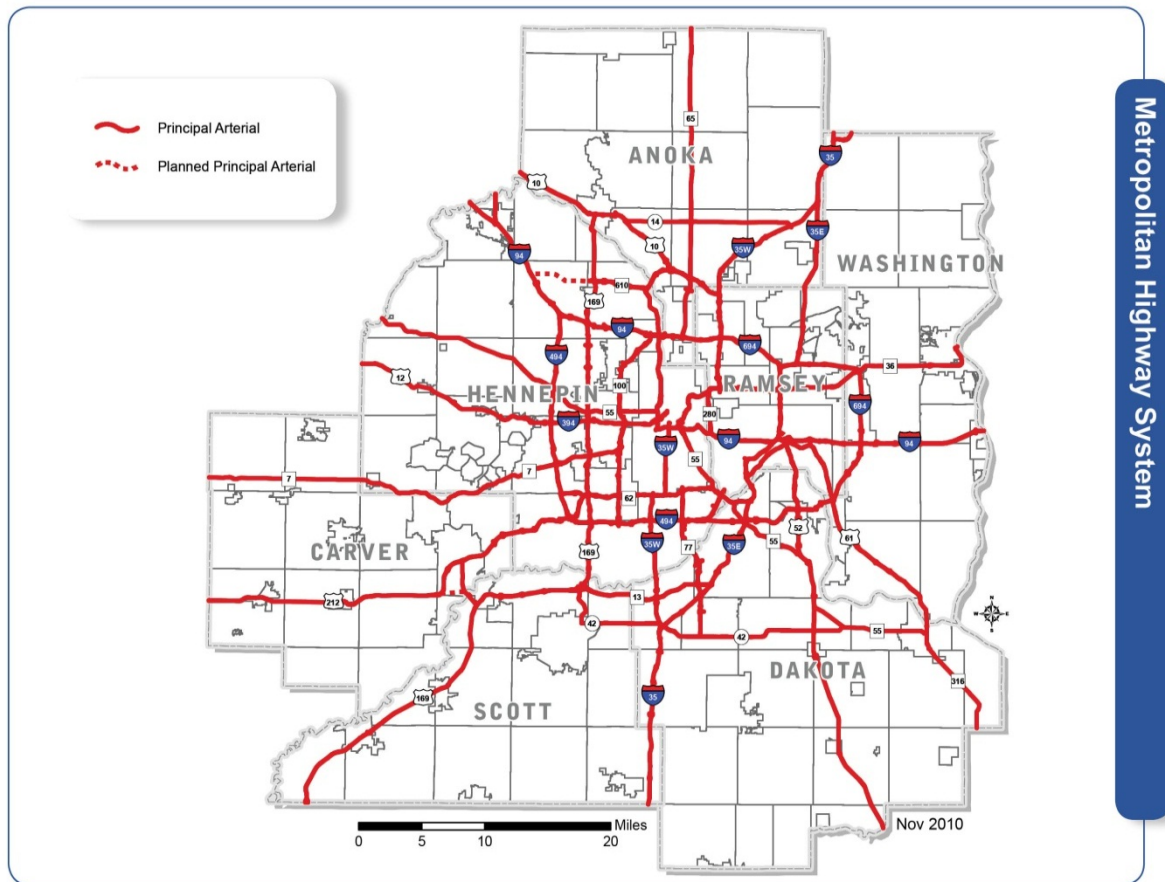 Metropolitan Highway System
Principal Arterial
Planned Principal Arterial
65
35
ANOKA
10
14
35E
10
35W
94
WASHINGTON
610
169
94
694
494
36
12
HENNEPIN
100
RAMSEY
694
55
280
394
35W
94
94
55
7
7
62
494
52
CARVER
169
35W
77
35E
55
61
212
13
42
42
55
DAKOTA
169
SCOTT
35
316
N
W
E
S
Miles
0
5
10
20
Nov 2010